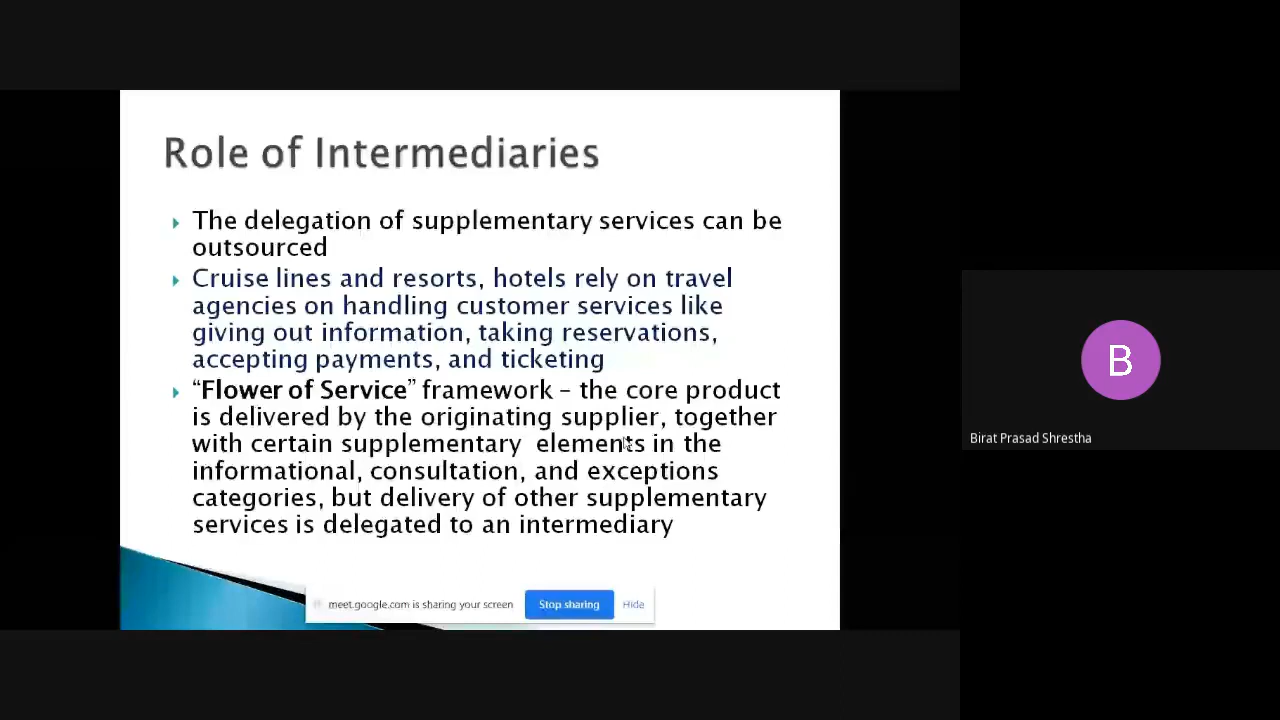 Role of Intermediaries
The delegation of supplementary services can be
outsourced
Cruise lines and resorts, hotels rely on travel
agencies on handling customer services like
giving out information, taking reservations,
accepting payments, and ticketing
“Flower of Service” framework – the core product
is delivered by the originating supplier, together
with certain supplementary elements in the
informational, consultation, and exceptions
categories, but delivery of other supplementary
services is delegated to an intermediary
meet.google.com is sharing your screen
Stop sharing
Hide
B
Birat Prasad Shrestha